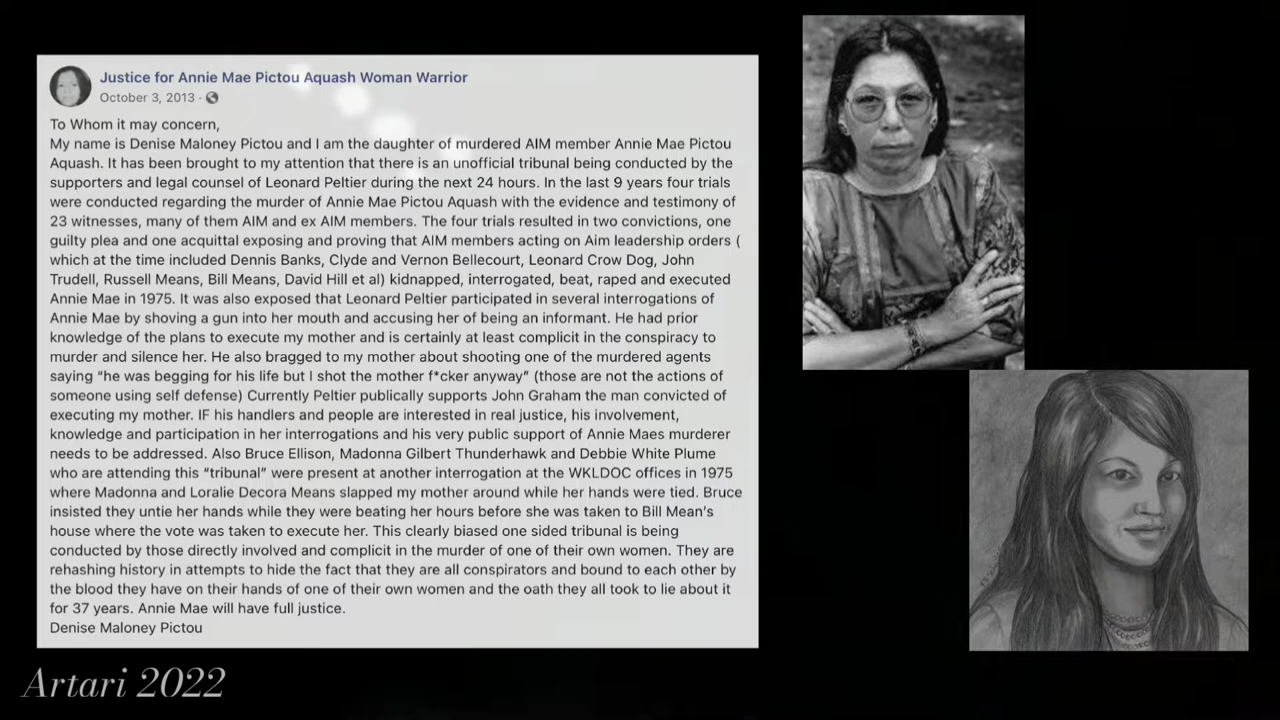 Justice for Annie Mae Pictou Aquash Woman Warrior
October 3, 2013 ·
To Whom it may concern,
My name is Denise Maloney Pictou and I am the daughter of murdered AIM member Annie Mae Pictou
Aquash. It has been brought to my attention that there is an unofficial tribunal being conducted by the
supporters and legal counsel of Leonard Peltier during the next 24 hours. In the last 9 years four trials
were conducted regarding the murder of Annie Mae Pictou Aquash with the evidence and testimony of
23 witnesses, many of them AIM and ex AIM members. The four trials resulted in two convictions, one
guilty plea and one acquittal exposing and proving that AIM members acting on Aim leadership orders (
which at the time included Dennis Banks, Clyde and Vernon Bellecourt, Leonard Crow Dog, John
Trudell, Russell Means, Bill Means, David Hill et al) kidnapped, interrogated, beat, raped and executed
Annie Mae in 1975. It was also exposed that Leonard Peltier participated in several interrogations of
Annie Mae by shoving a gun into her mouth and accusing her of being an informant. He had prior
knowledge of the plans to execute my mother and is certainly at least complicit in the conspiracy to
murder and silence her. He also bragged to my mother about shooting one of the murdered agents
saying “he was begging for his life but I shot the mother f*cker anyway” (those are not the actions of
someone using self defense) Currently Peltier publically supports John Graham the man convicted of
executing my mother. IF his handlers and people are interested in real justice, his involvement,
knowledge and participation in her interrogations and his very public support of Annie Maes murderer
needs to be addressed. Also Bruce Ellison, Madonna Gilbert Thunderhawk and Debbie White Plume
who are attending this “tribunal” were present at another interrogation at the WKLDOC offices in 1975
where Madonna and Loralie Decora Means slapped my mother around while her hands were tied. Bruce
insisted they untie her hands while they were beating her hours before she was taken to Bill Mean’s
house where the vote was taken to execute her. This clearly biased one sided tribunal is being
conducted by those directly involved and complicit in the murder of one of their own women. They are
rehashing history in attempts to hide the fact that they are all conspirators and bound to each other by
the blood they have on their hands of one of their own women and the oath they all took to lie about it
for 37 years. Annie Mae will have full justice.
Denise Maloney Pictou
Artari 2022